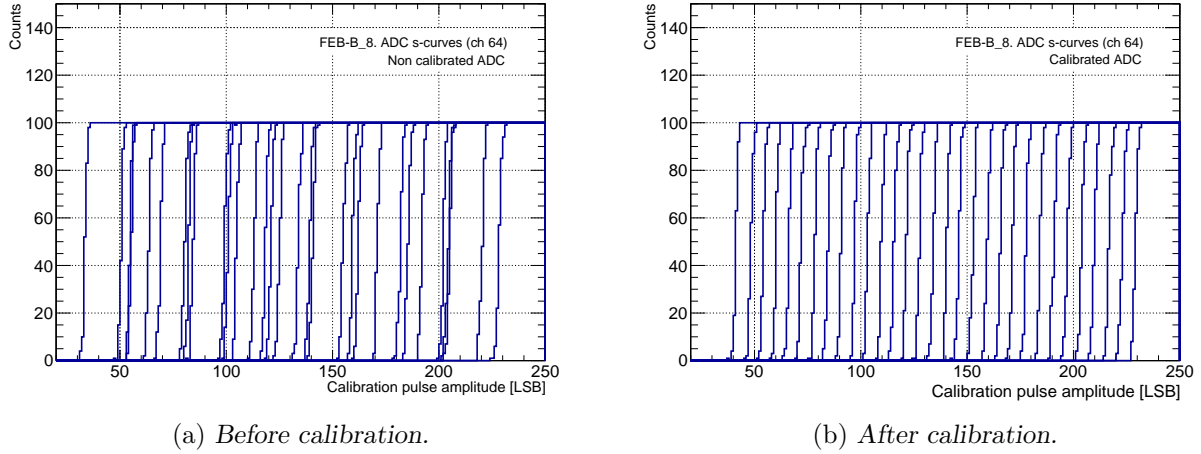 Counts
140
120
100
80
60
40
20
0
FEB-B_8. ADC s-curves (ch 64)
Non calibrated ADC
50 100 150 200 250
Calibration pulse amplitude [LSB]
(a) Before calibration.
Counts
140
120
100
80
60
40
20
0
FEB-B_8. ADC s-curves (ch 64)
Calibrated ADC
50 100 150 200 250
Calibration pulse amplitude [LSB]
(b) After calibration.